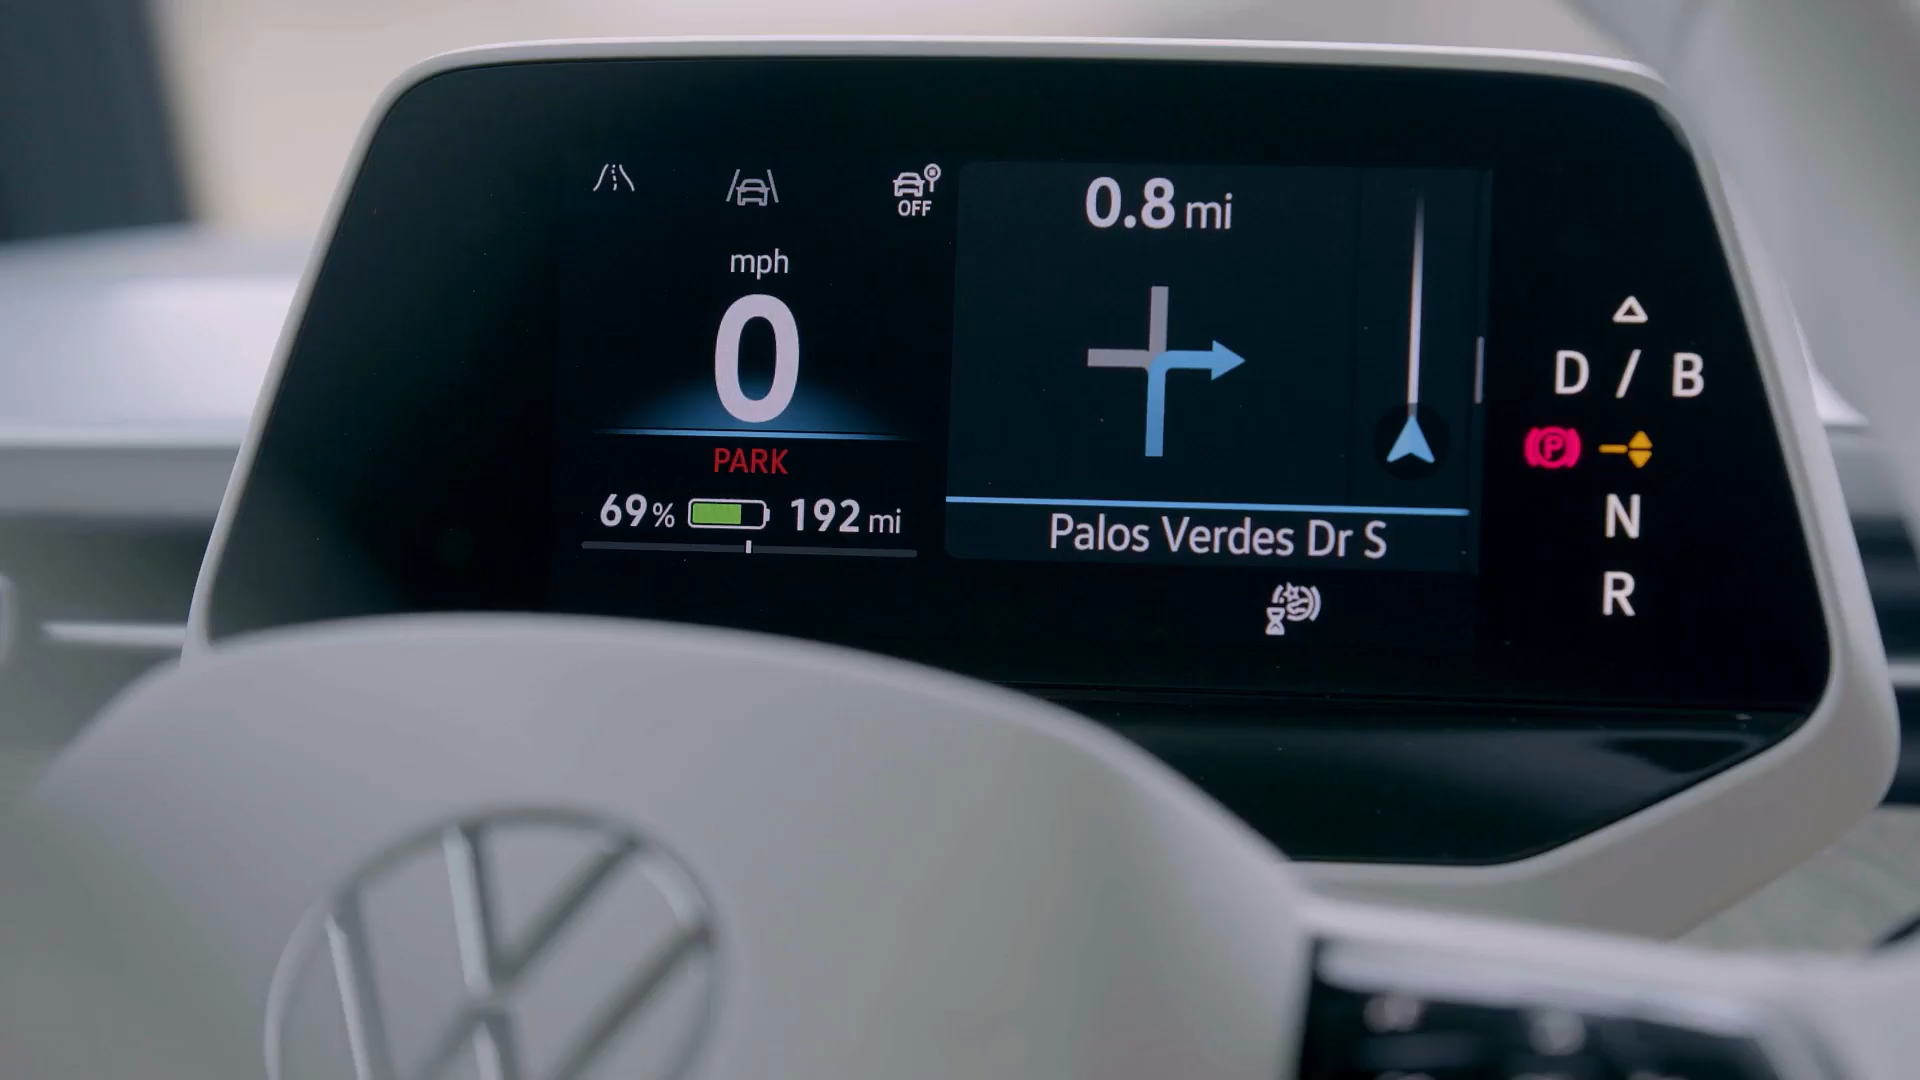 OFF
mph
0
PARK
69% 192 mi
0.8 mi
Palos Verdes Dr S
D / B
P
N
R